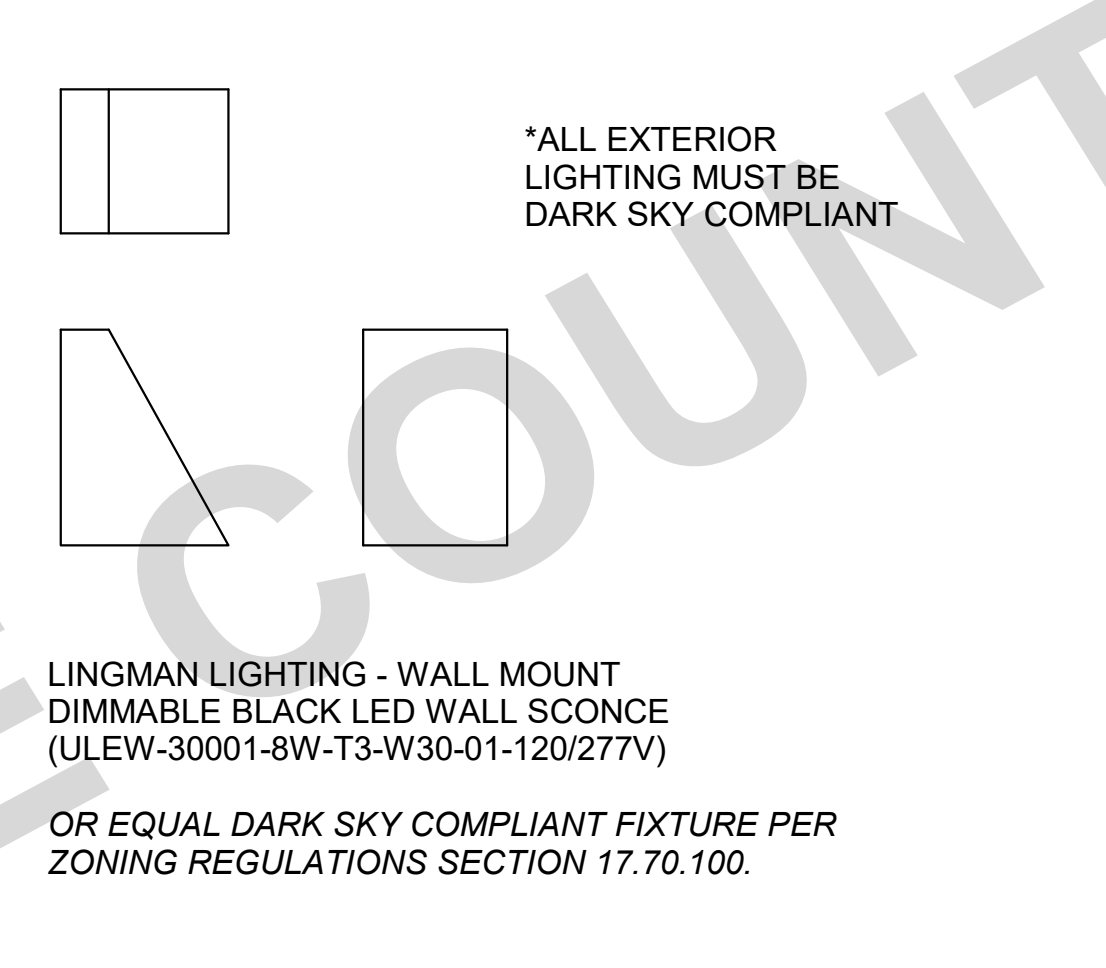 *ALL EXTERIOR
LIGHTING MUST BE
DARK SKY COMPLIANT
LINGMAN LIGHTING - WALL MOUNT
DIMMABLE BLACK LED WALL SCONCE
(ULEW-30001-8W-T3-W30-01-120/277V)
OR EQUAL DARK SKY COMPLIANT FIXTURE PER
ZONING REGULATIONS SECTION 17.70.100.
E COUNT